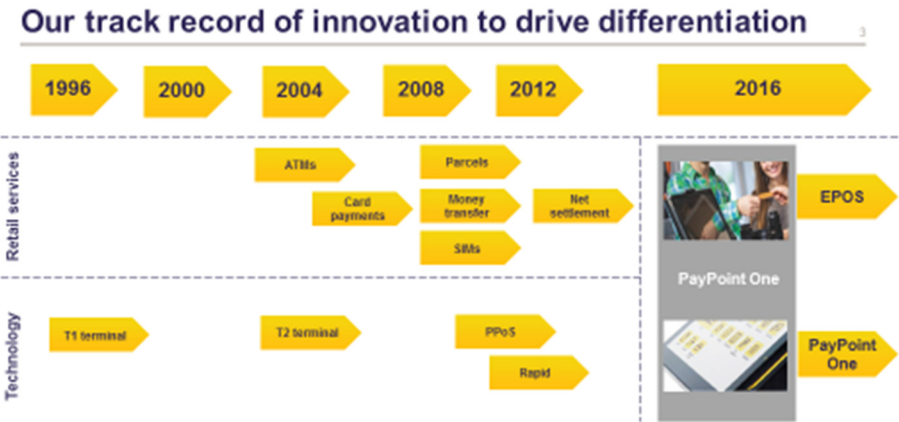 Our track record of innovation to drive differentiation
3
1996
2000
2004
2008
2012
2016
Retail services
ATMs
Parcels
Card
payments
Money
transfer
Net
settlement
SIMs
EPOS
PayPoint One
Technology
T1 terminal
T2 terminal
PPoS
Rapid
PayPoint
One